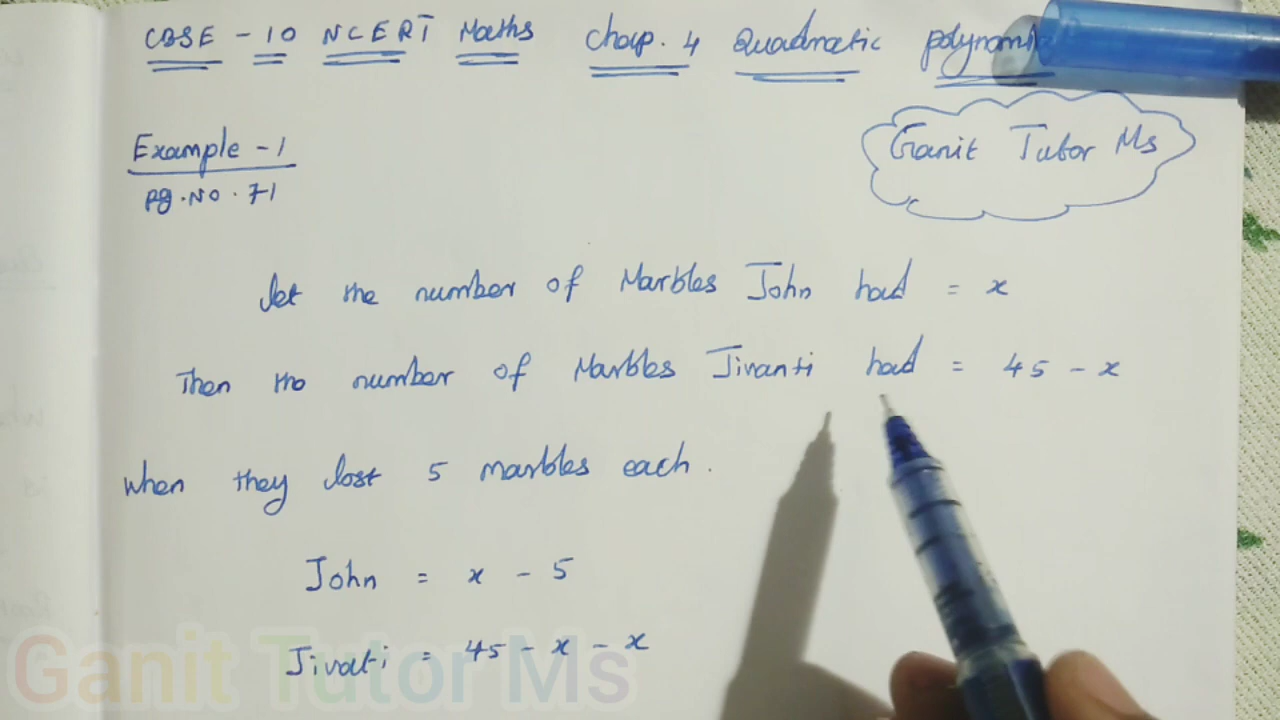 CBSE - 10 NCERT Maths Chap. 4 Quadratic
Example - 1
pg. No. 71
Ganit Tutor Ms
let the number of Marbles John had = x
Then the number of Marbles Jivanti had = 45 - x
when they lost 5 marbles each.
John = x - 5
Jivati = 45 - x - x
Ganit Tutor Ms